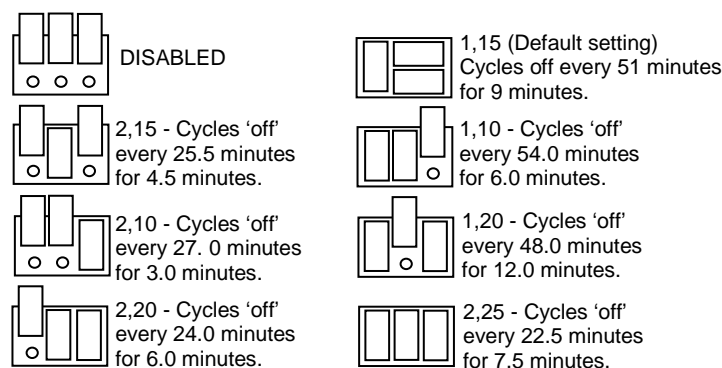 DISABLED
2,15 - Cycles ‘off’
every 25.5 minutes
for 4.5 minutes.
2,10 - Cycles ‘off’
every 27. 0 minutes
for 3.0 minutes.
2,20 - Cycles ‘off’
every 24.0 minutes
for 6.0 minutes.
1,15 (Default setting)
Cycles off every 51 minutes
for 9 minutes.
1,10 - Cycles ‘off’
every 54.0 minutes
for 6.0 minutes.
1,20 - Cycles ‘off’
every 48.0 minutes
for 12.0 minutes.
2,25 - Cycles ‘off’
every 22.5 minutes
for 7.5 minutes.